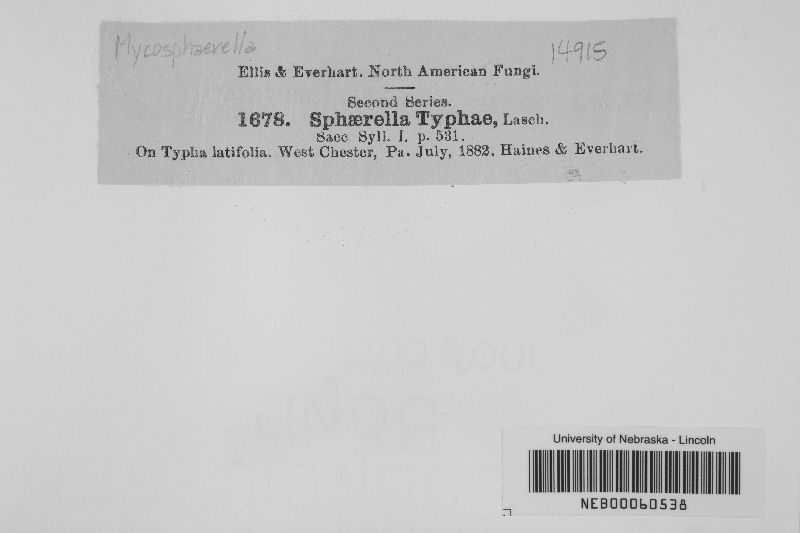 Mycosphaerella 14915
Ellis & Everhart. North American Fungi.
Second Series.
1678. Sphærella Typhae, Lasch.
Sacc Syll. I. p. 531.
On Typha latifolia. West Chester, Pa. July, 1882. Haines & Everhart.
University of Nebraska - Lincoln
NEB00060538